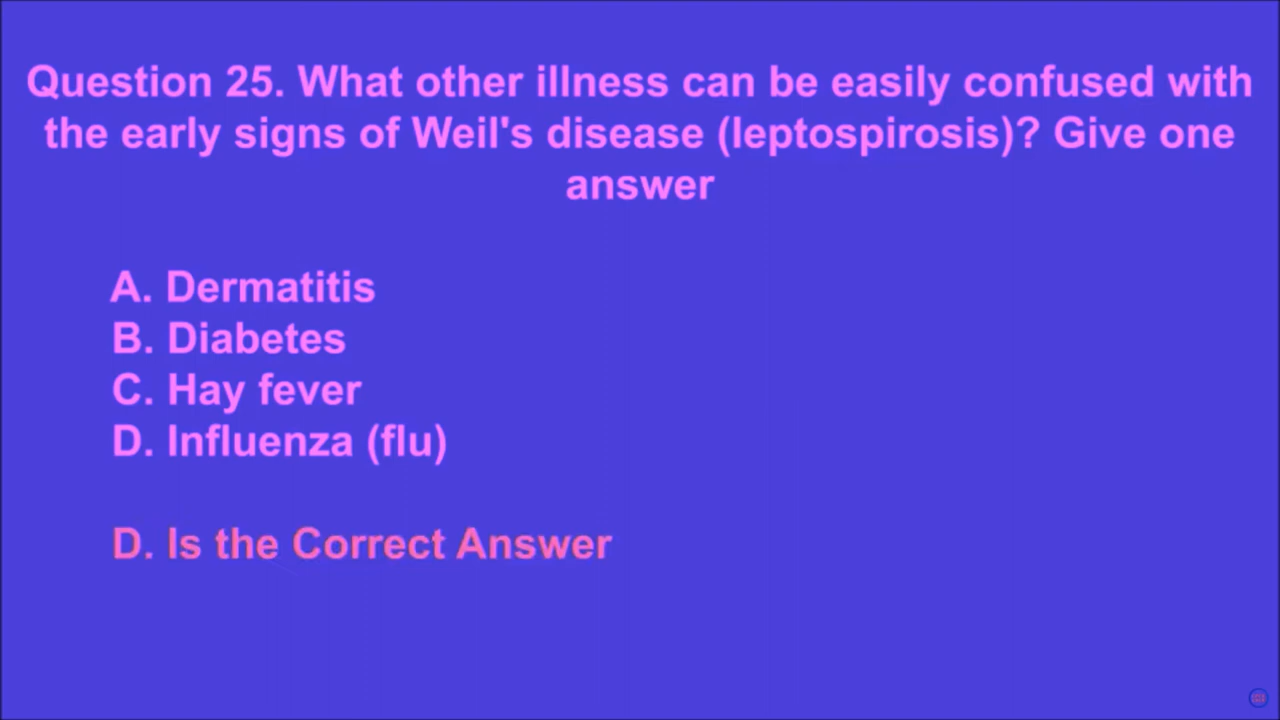 Question 25. What other illness can be easily confused with
the early signs of Weil's disease (leptospirosis)? Give one
answer
A. Dermatitis
B. Diabetes
C. Hay fever
D. Influenza (flu)
D. Is the Correct Answer